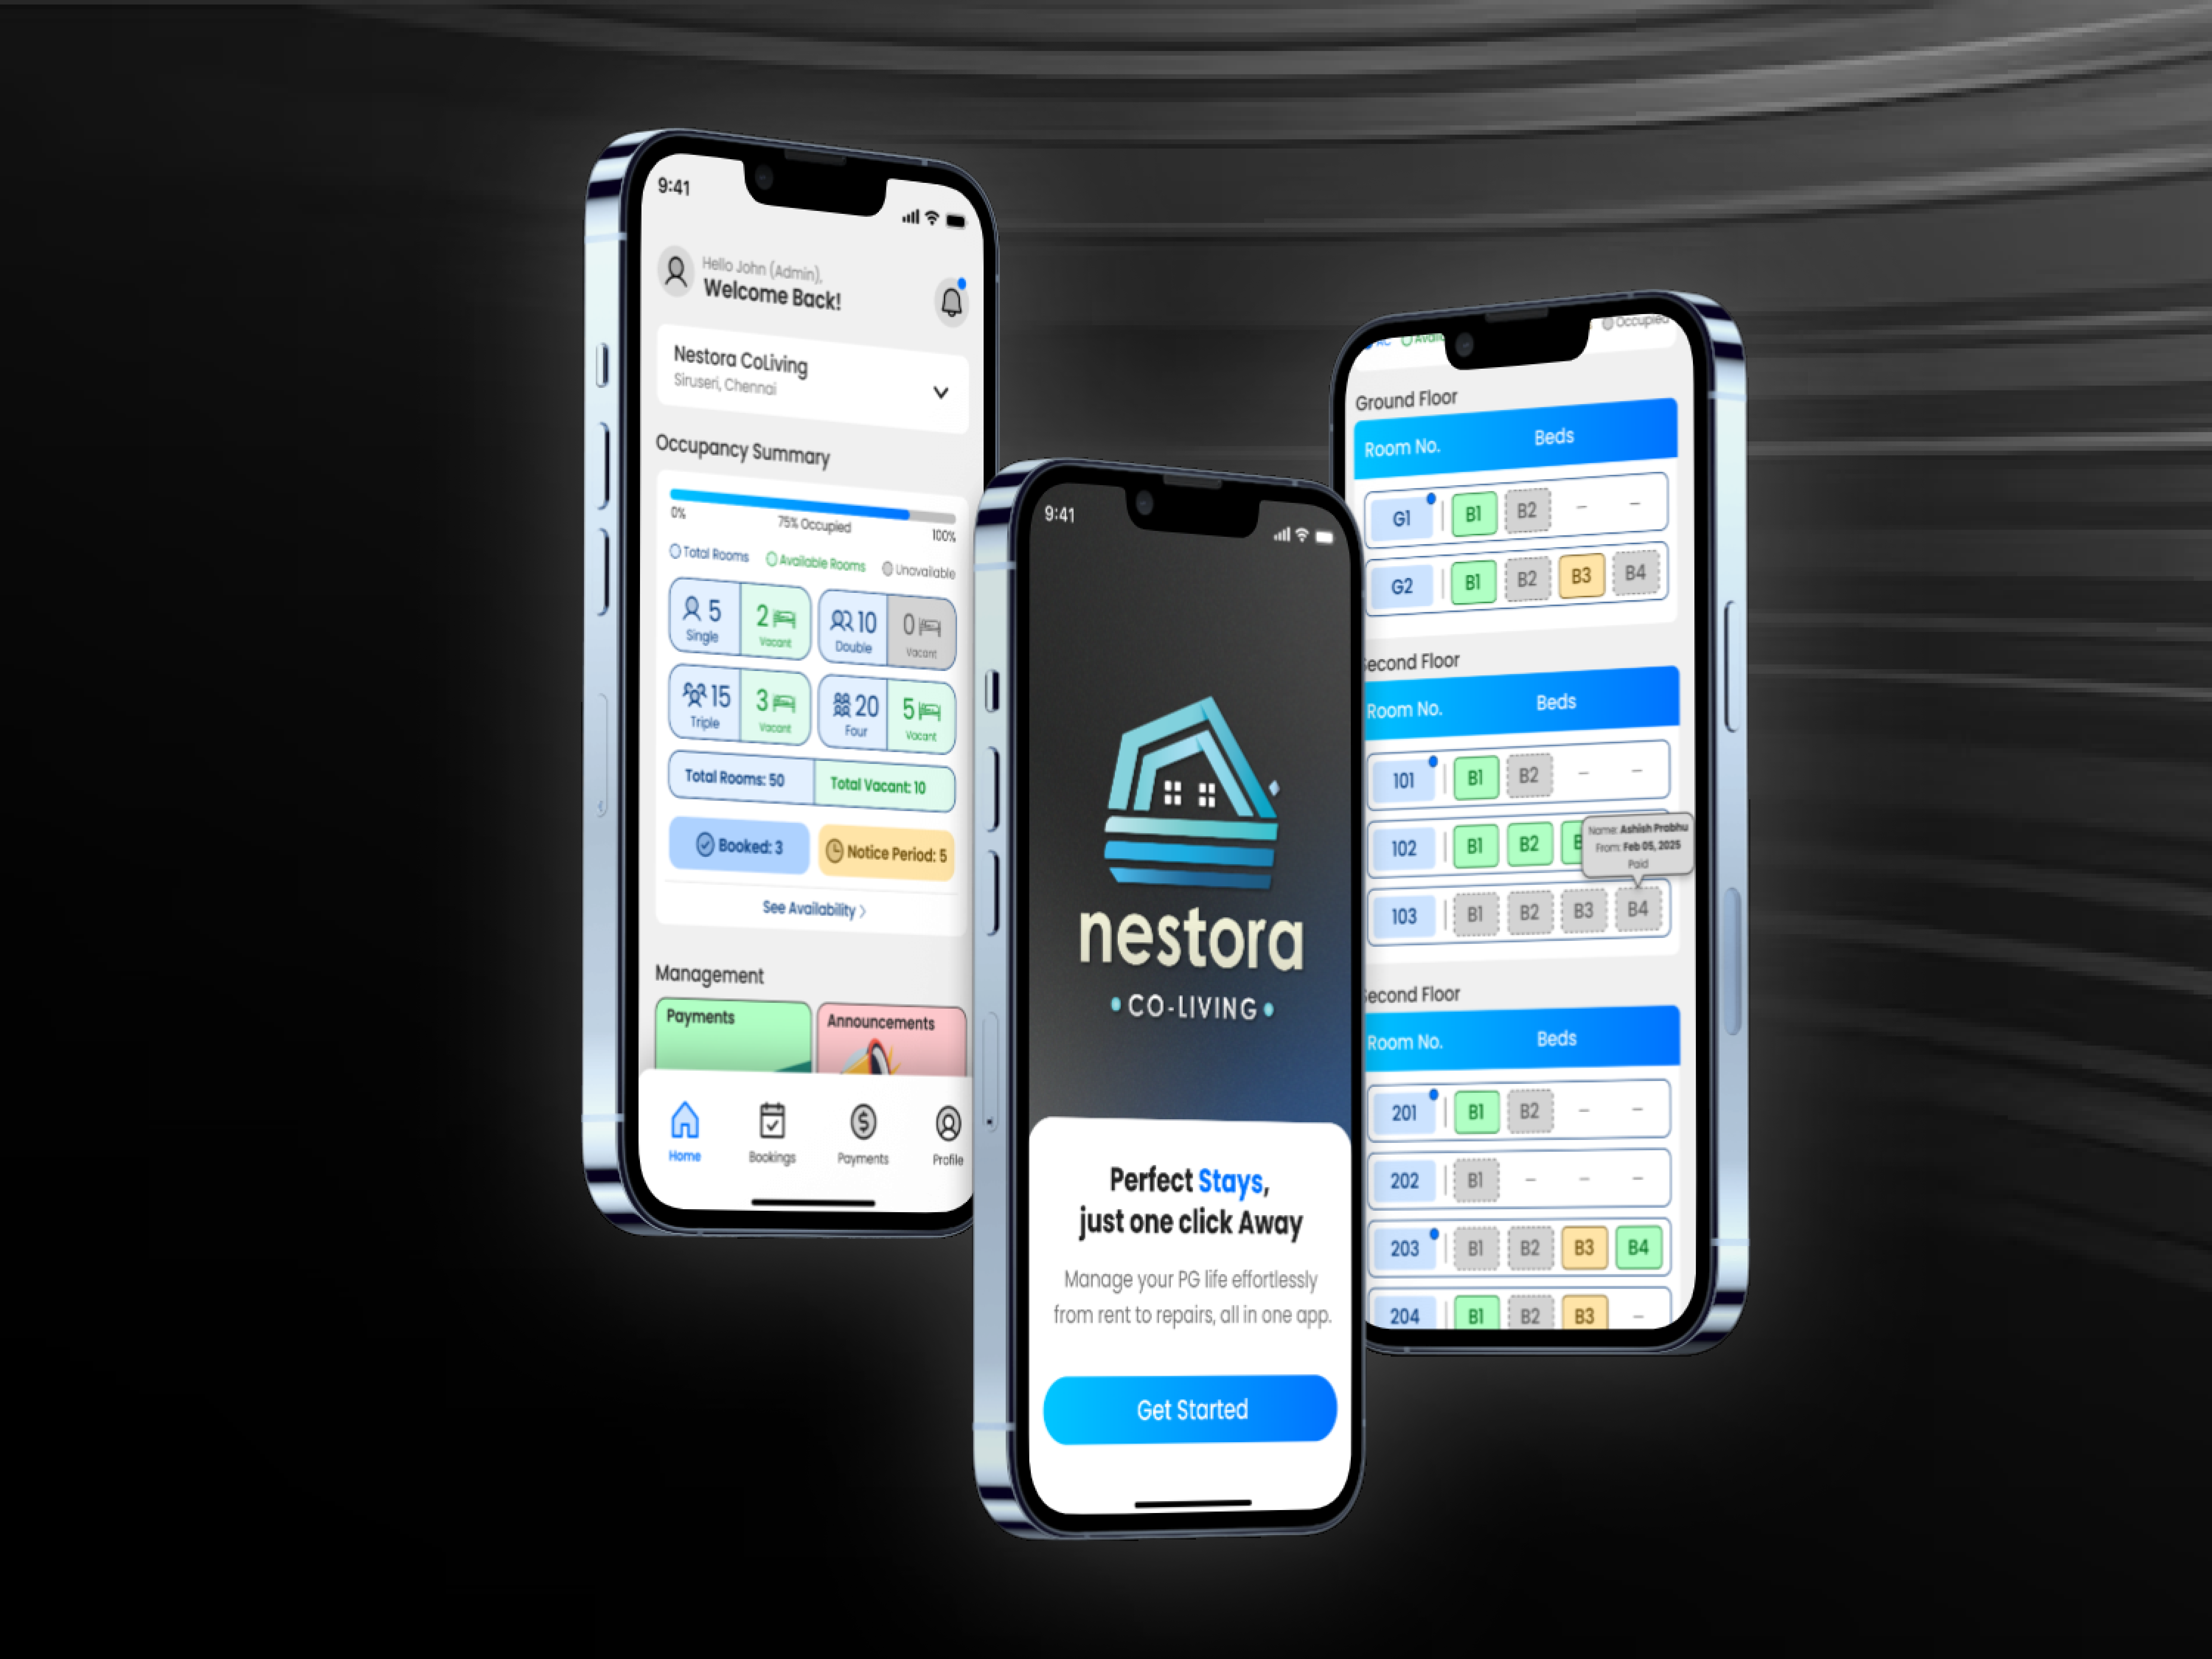 9:41
Hello John (Admin),
Welcome Back!
Nestora CoLiving
Siruseri, Chennai
Occupancy Summary
0%
75% Occupied
100%
Total Rooms
Available Rooms
Unavailable
5
Single
2
Vacant
10
Double
0
Vacant
15
Triple
3
Vacant
20
Four
5
Vacant
Total Rooms: 50
Total Vacant: 10
Booked: 3
Notice Period: 5
See Availability
Management
Payments
Announcements
Home
Bookings
Payments
Profile
9:41
nestora
• CO-LIVING •
Perfect Stays,
just one click Away
Manage your PG life effortlessly
from rent to repairs, all in one app.
Get Started
Occupied
Ground Floor
Room No. Beds
G1 B1 B2 – –
G2 B1 B2 B3 B4
Second Floor
Room No. Beds
101 B1 B2 – –
102 B1 B2
Name: Ashish Prabhu
From: Feb 05, 2025
Paid
103 B1 B2 B3 B4
Second Floor
Room No. Beds
201 B1 B2 – –
202 B1 – – –
203 B1 B2 B3 B4
204 B1 B2 B3 –